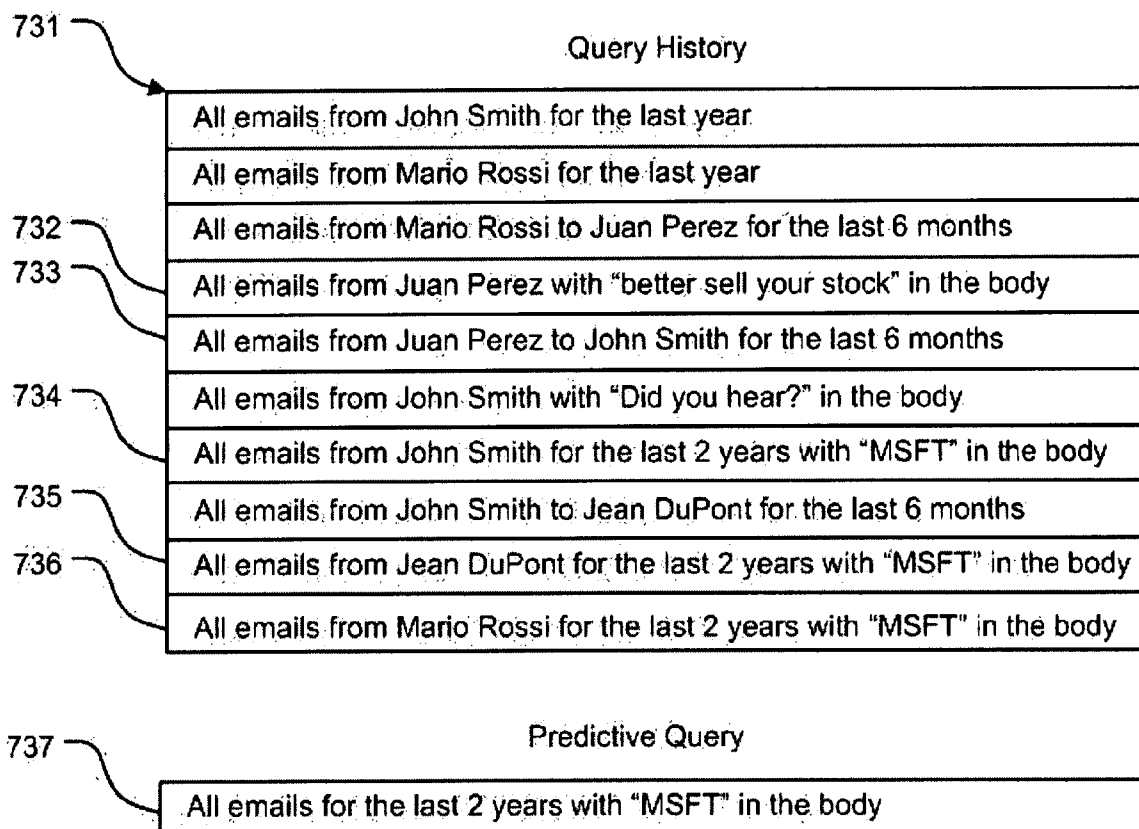 731
Query History
All emails from John Smith for the last year
All emails from Mario Rossi for the last year
732
All emails from Mario Rossi to Juan Perez for the last 6 months
733
All emails from Juan Perez with “better sell your stock” in the body
All emails from Juan Perez to John Smith for the last 6 months
734
All emails from John Smith with “Did you hear?” in the body
All emails from John Smith for the last 2 years with “MSFT” in the body
735
All emails from John Smith to Jean DuPont for the last 6 months
736
All emails from Jean DuPont for the last 2 years with “MSFT” in the body
All emails from Mario Rossi for the last 2 years with “MSFT” in the body
737
Predictive Query
All emails for the last 2 years with “MSFT” in the body